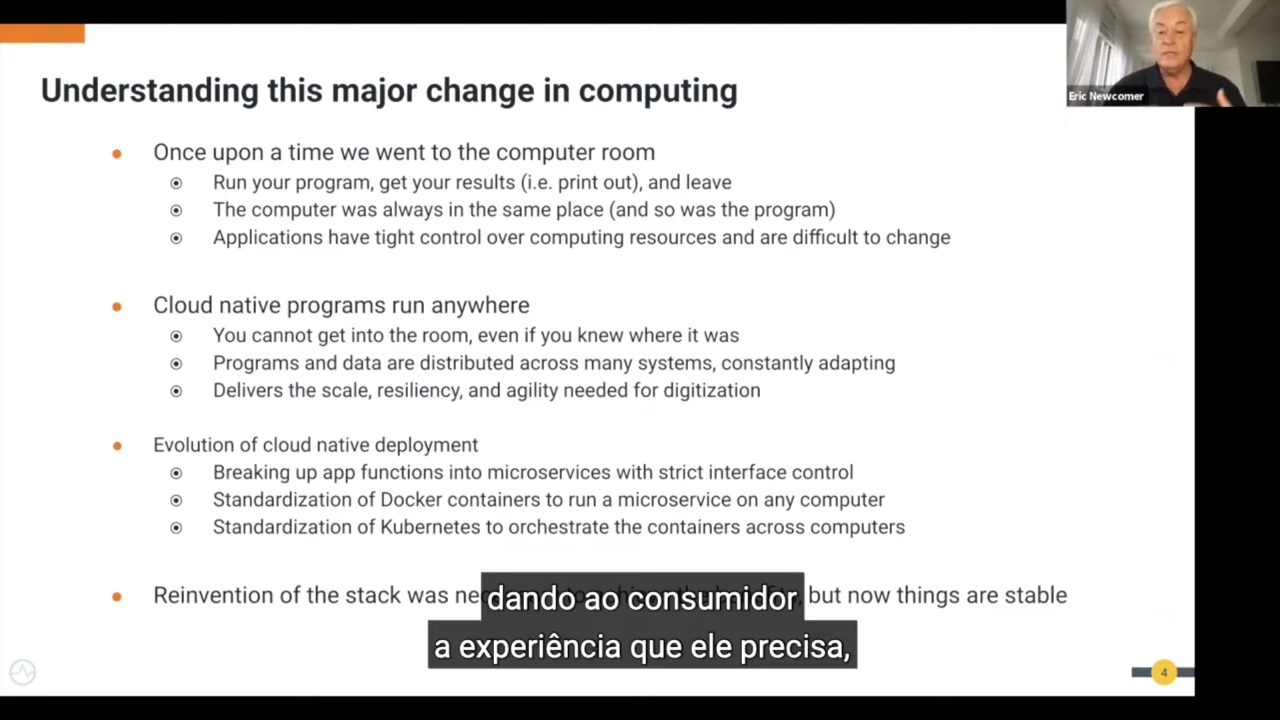 Understanding this major change in computing
Eric Newcomer
Once upon a time we went to the computer room
Run your program, get your results (i.e. print out), and leave
The computer was always in the same place (and so was the program)
Applications have tight control over computing resources and are difficult to change
Cloud native programs run anywhere
You cannot get into the room, even if you knew where it was
Programs and data are distributed across many systems, constantly adapting
Delivers the scale, resiliency, and agility needed for digitization
Evolution of cloud native deployment
Breaking up app functions into microservices with strict interface control
Standardization of Docker containers to run a microservice on any computer
Standardization of Kubernetes to orchestrate the containers across computers
Reinvention of the stack was but now things are stable
dando ao consumidor
a experiência que ele precisa,
4